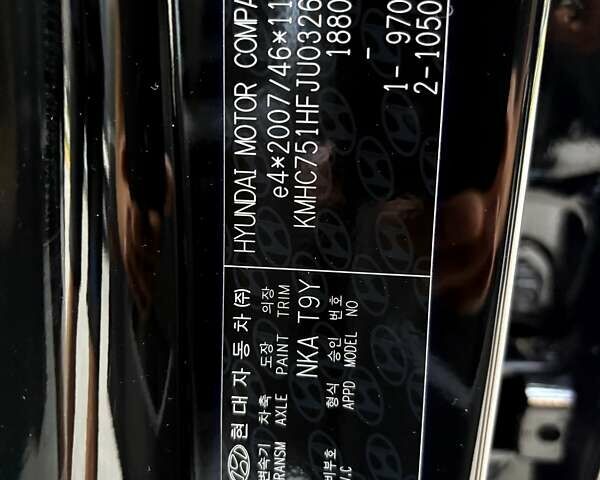 현대자동차(주) HYUNDAI MOTOR COMPA
e4*2007/46*11
KMHC751HFJU0326
1880
1- 970
2-1050
변속기 차축 도장 의장
TRANSM AXLE PAINT TRIM
NKA T9Y
형식 승인 번호
APPD MODEL NO